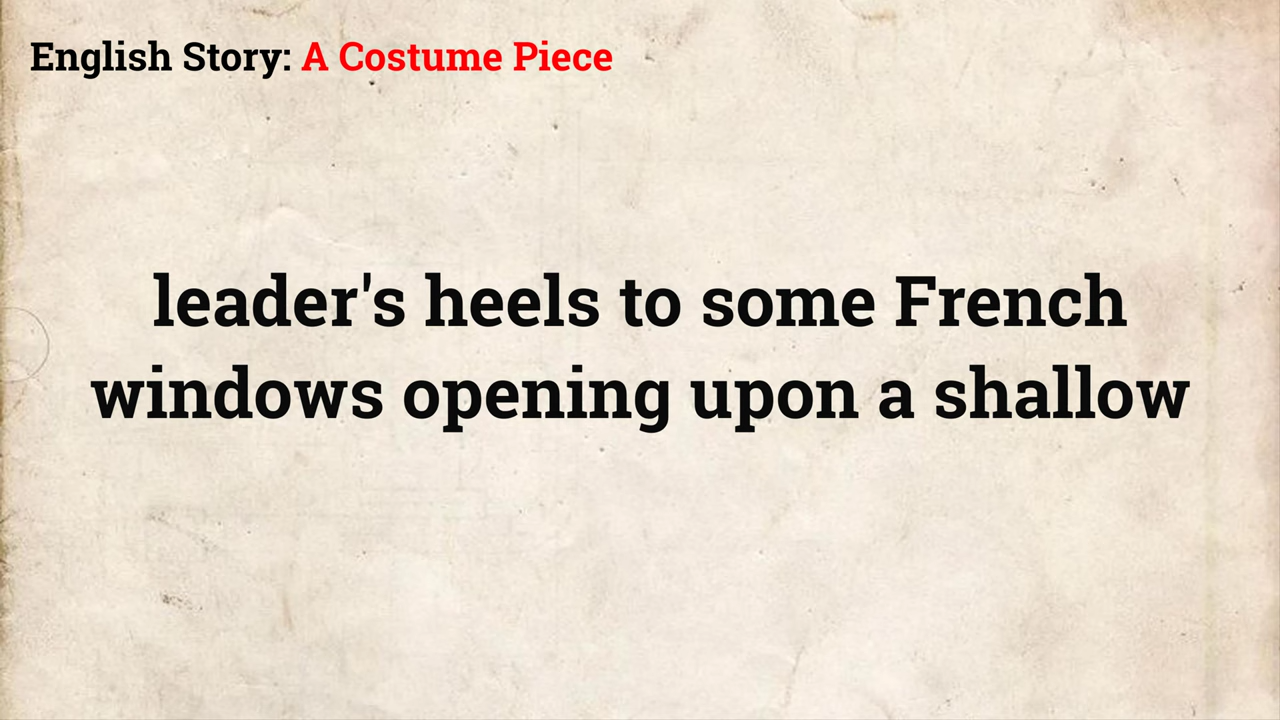 English Story: A Costume Piece
leader's heels to some French
windows opening upon a shallow